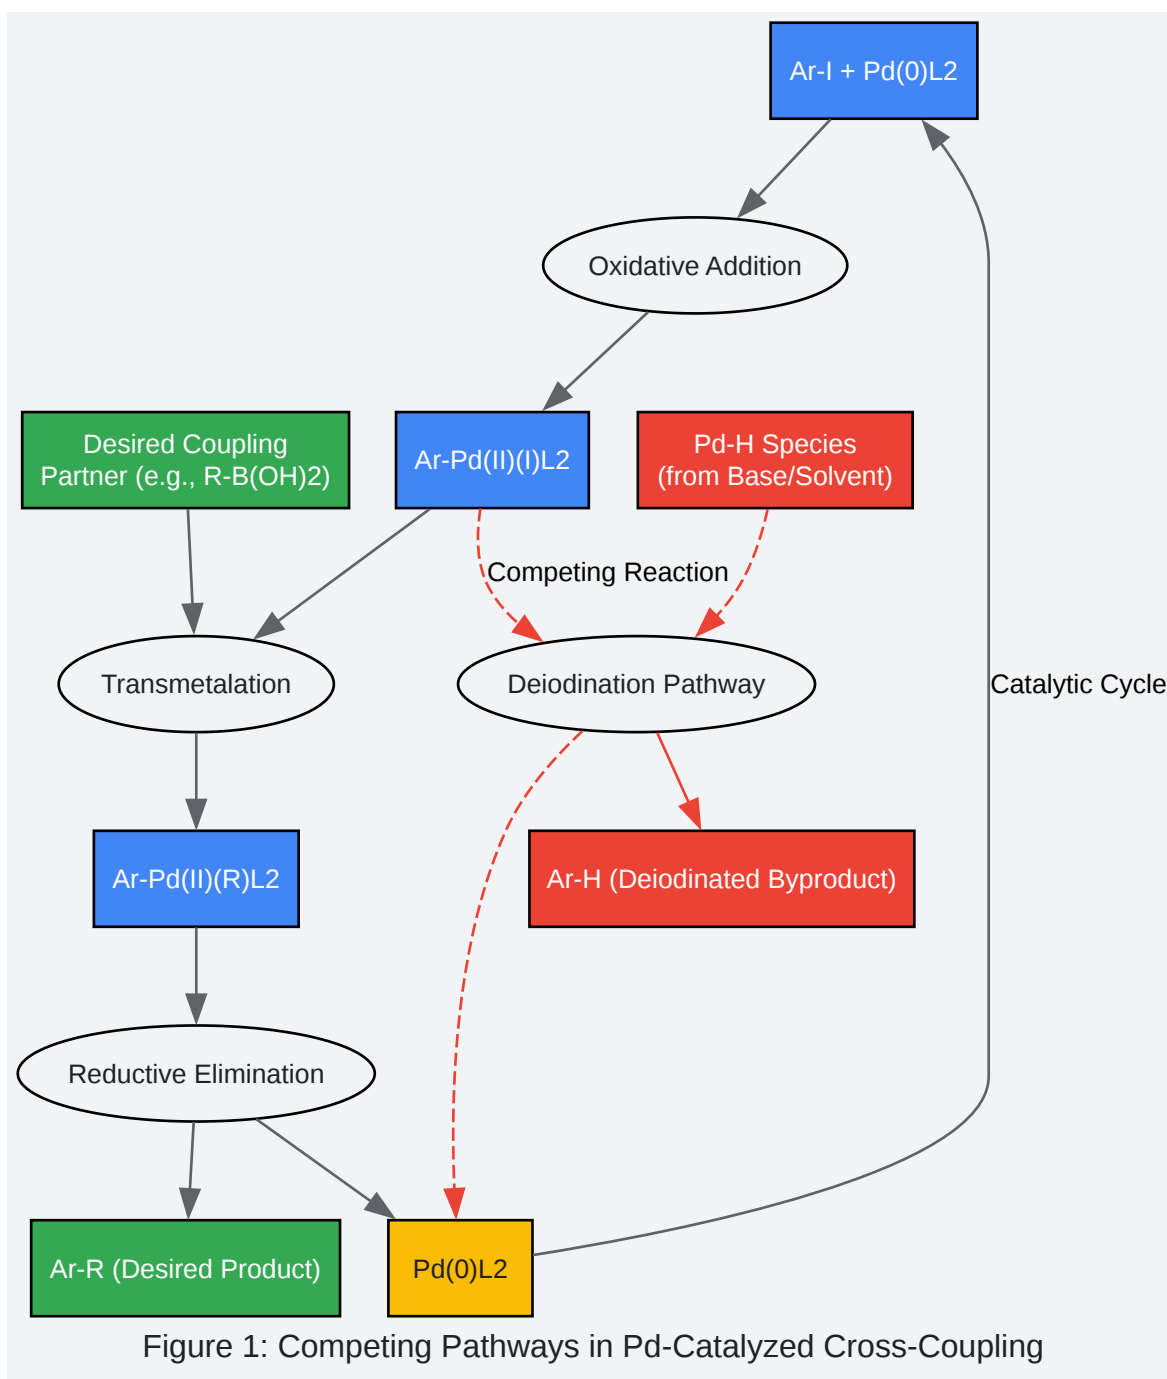 Ar-I + Pd(0)L2
Oxidative Addition
Desired Coupling
Partner (e.g., R-B(OH)2)
Ar-Pd(II)(I)L2
Pd-H Species
(from Base/Solvent)
Competing Reaction
Transmetalation
Deiodination Pathway
Catalytic Cycle
Ar-Pd(II)(R)L2
Ar-H (Deiodinated Byproduct)
Reductive Elimination
Ar-R (Desired Product)
Pd(0)L2
Figure 1: Competing Pathways in Pd-Catalyzed Cross-Coupling